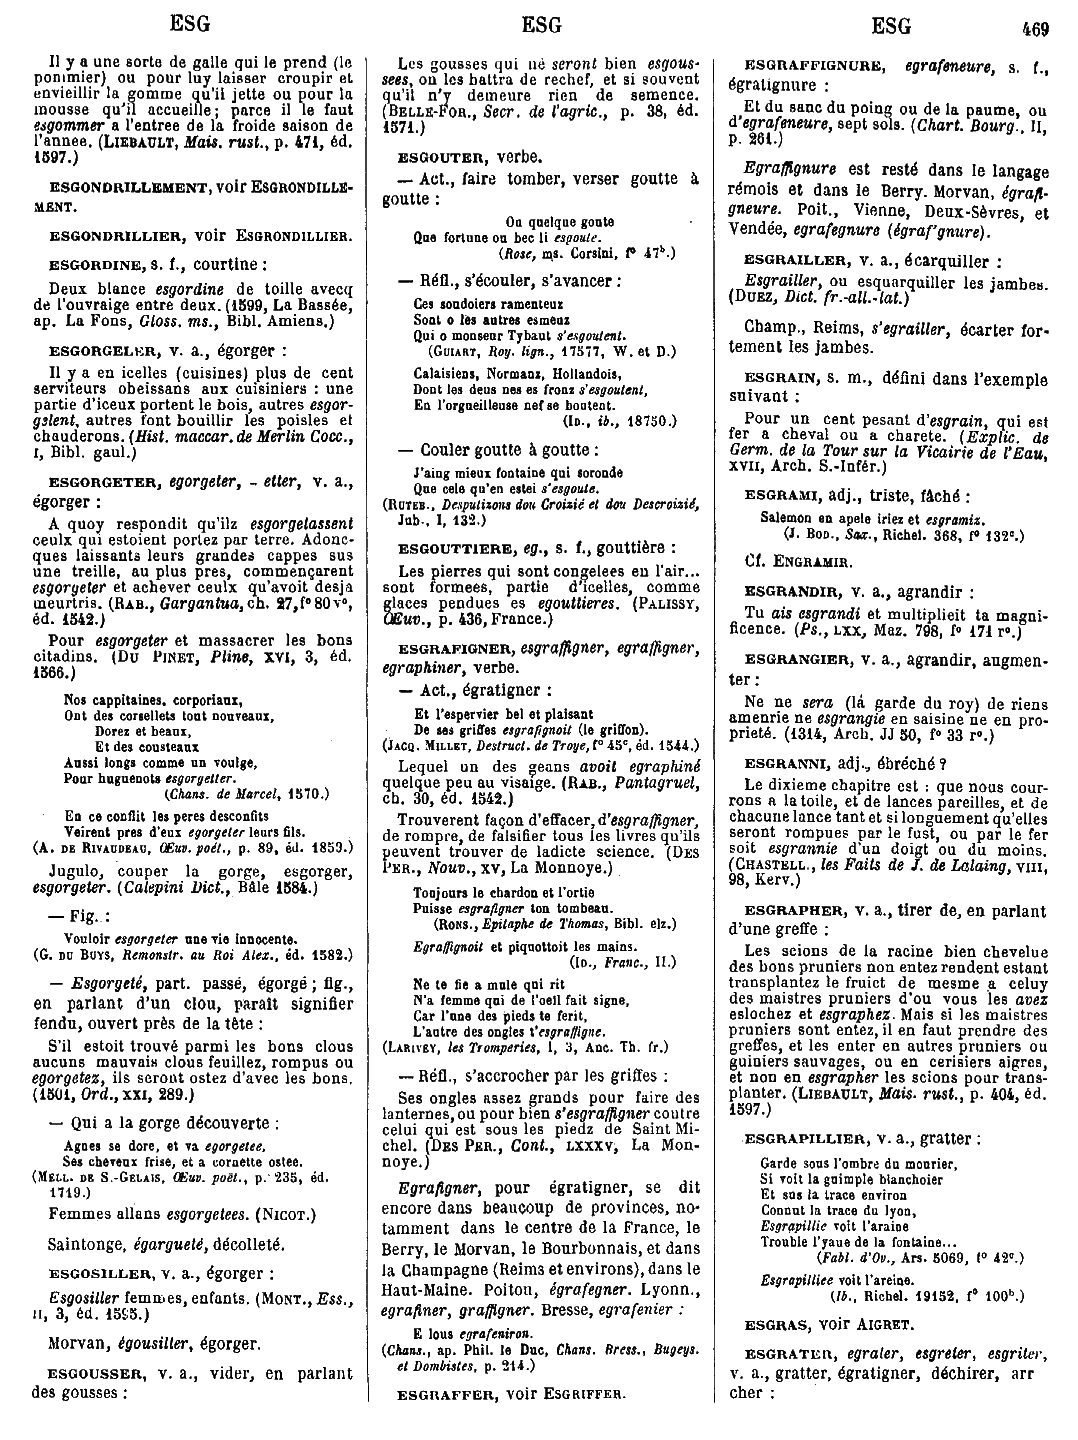 ESG
ESG
ESG
469
Il y a une sorte de galle qui le prend (le
pommier) ou pour luy laisser croupir et
envieillir la gomme qu'il jette ou pour la
mousse qu'il accueille; parce il le faut
esgommer a l'entree de la froide saison de
l'annee. (LIEBAULT, Mais. rust., p. 471, éd.
1597.)
ESGONDRILLEMENT, voir ESGRONDILLE-
MENT.
ESGONDRILLIER, voir ESGRONDILLIER.
ESGORDINE, s. f., courtine :
Deux blance esgordine de toille avecq
de l'ouvraige entre deux. (1599, La Bassée,
ap. La Fons, Gloss. ms., Bibl. Amiens.)
ESGORGELER, v. a., égorger :
Il y a en icelles (cuisines) plus de cent
serviteurs obeissans aux cuisiniers : une
partie d'iceux portent le bois, autres esgor-
gelent, autres font bouillir les poisles et
chauderons. (Hist. maccar. de Merlin Cocc.,
I, Bibl. gaul.)
ESGORGETER, egorgeter, - etter, v. a.,
égorger :
A quoy respondit qu'ilz esgorgetassent
ceulx qui estoient portez par terre. Adonc-
ques laissants leurs grandes cappes sus
une treille, au plus pres, commençarent
esgorgeter et achever ceulx qu'avoit desja
meurtris. (RAB., Gargantua, ch. 27, f° 80 v°,
éd. 1542.)
Pour esgorgeter et massacrer les bons
citadins. (DU PINET, Pline, XVI, 3, éd.
1566.)
Nos cappitaines, corporiaux,
Ont des corsellets tout nouveaux,
Dorez et beaux,
Et des cousteaux
Aussi longs comme un voulge,
Pour huguenots esgorgetter.
(Chans. de Marcel, 1570.)
En ce conflit les peres desconfits
Veirent pres d'eux egorgeter leurs fils.
(A. DE RIVAUDEAU, Œuv. poét., p. 89, éd. 1859.)
Jugulo, couper la gorge, esgorger,
esgorgeter. (Calepini Dict., Bâle 1584.)
— Fig. :
Vouloir esgorgeter une vie innocente.
(G. DU BUYS, Remonstr. au Roi Alex., éd. 1582.)
— Esgorgeté, part. passé, égorgé ; fig.,
en parlant d'un clou, paraît signifier
fendu, ouvert près de la tête :
S'il estoit trouvé parmi les bons clous
aucuns mauvais clous feuillez, rompus ou
egorgetez, ils seront ostez d'avec les bons.
(1501, Ord., XXI, 289.)
— Qui a la gorge découverte :
Agnes se dore, et va egorgetee,
Ses cheveux frise, et a cornette ostee.
(MELL. DE S.-GELAIS, Œuv. poët., p. 235, éd.
1719.)
Femmes allans esgorgetees. (NICOT.)
Saintonge, égargueté, décolleté.
ESGOSILLER, v. a., égorger :
Esgosiller femmes, enfants. (MONT., Ess.,
II, 3, éd. 1595.)
Morvan, égousiller, égorger.
ESGOUSSER, v. a., vider, en parlant
des gousses :
Les gousses qui ne seront bien esgous-
sees, on les battra de rechef, et si souvent
qu'il n'y demeure rien de semence.
(BELLE-FOR., Secr. de l'agric., p. 38, éd.
1571.)
ESGOUTER, verbe.
— Act., faire tomber, verser goutte à
goutte :
On quelque goute
Que fortune ou bec li esgoute.
(Rose, ms. Corsini, f° 47b.)
— Réfl., s'écouler, s'avancer :
Ces soudoiers ramenteux
Sont o les autres esmeux
Qui o monseur Tybaut s'esgoutent.
(GUIART, Roy. lign., 17577, W. et D.)
Calaisiens, Normanz, Hollandois,
Dont les deus nes es fronz s'esgoutent,
En l'orgueilleuse nef se boutent.
(ID., ib., 18750.)
— Couler goutte à goutte :
J'aing mieux fontaine qui soronde
Que cele qu'en estei s'esgoute.
(RUTEB., Desputizons dou Croizié et dou Descroizié,
Jub., I, 132.)
ESGOUTTIERE, eg., s. f., gouttière :
Les pierres qui sont congelees en l'air...
sont formees, partie d'icelles, comme
glaces pendues es egouttieres. (PALISSY,
Œuv., p. 436, France.)
ESGRAFIGNER, esgraffigner, egraffigner,
egraphiner, verbe.
— Act., égratigner :
Et l'espervier bel et plaisant
De ses griffes esgrafignoit (le griffon).
(JACQ. MILLET, Destruct. de Troye, f° 45c, éd. 1544.)
Lequel un des geans avoit egraphiné
quelque peu au visaige. (RAB., Pantagruel,
ch. 30, éd. 1542.)
Trouverent façon d'effacer, d'esgraffigner,
de rompre, de falsifier tous les livres qu'ils
peuvent trouver de ladicte science. (DES
PER., Nouv., XV, La Monnoye.)
Toujours le chardon et l'ortie
Puisse esgrafigner ton tombeau.
(RONS., Epitaphe de Thomas, Bibl. elz.)
Egraffignoit et piquottoit les mains.
(ID., Franc., II.)
Ne te fie a mule qui rit
N'a femme qui de l'oeil fait signe,
Car l'une des pieds te ferit,
L'autre des ongles t'esgraffigne.
(LARIVEY, les Tromperies, I, 3, Anc. Th. fr.)
— Réfl., s'accrocher par les griffes :
Ses ongles assez grands pour faire des
lanternes, ou pour bien s'esgraffigner contre
celui qui est sous les piedz de Saint Mi-
chel. (DES PER., Cont., LXXXV, La Mon-
noye.)
Egrafigner, pour égratigner, se dit
encore dans beaucoup de provinces, no-
tamment dans le centre de la France, le
Berry, le Morvan, le Bourbonnais, et dans
la Champagne (Reims et environs), dans le
Haut-Maine. Poitou, égrafegner. Lyonn.,
egrafiner, graffigner. Bresse, egrafenier :
E lous egrafeniron.
(Chans., ap. Phil. le Duc, Chans. Bress., Bugeys.
et Dombistes, p. 214.)
ESGRAFFER, voir ESGRIFFER.
ESGRAFFIGNURE, egrafeneure, s. f.,
égratignure :
Et du sanc du poing ou de la paume, ou
d'egrafeneure, sept sols. (Chart. Bourg., II,
p. 261.)
Egraffignure est resté dans le langage
rémois et dans le Berry. Morvan, égrafi-
gneure. Poit., Vienne, Deux-Sèvres, et
Vendée, egrafegnure (égraf'gnure).
ESGRAILLER, v. a., écarquiller :
Esgrailler, ou esquarquiller les jambes.
(DUEZ, Dict. fr.-all.-lat.)
Champ., Reims, s'egrailler, écarter for-
tement les jambes.
ESGRAIN, s. m., défini dans l'exemple
suivant :
Pour un cent pesant d'esgrain, qui est
fer a cheval ou a charete. (Explic. de
Germ. de la Tour sur la Vicairie de l'Eau,
XVII, Arch. S.-Infér.)
ESGRAMI, adj., triste, fâché :
Salemon en apele iriez et esgramiz.
(J. BOD., Sax., Richel. 368, f° 132c.)
Cf. ENGRAMIR.
ESGRANDIR, v. a., agrandir :
Tu ais esgrandi et multiplieit ta magni-
ficence. (Ps., LXX, Maz. 798, f° 171 r°.)
ESGRANGIER, v. a., agrandir, augmen-
ter :
Ne ne sera (lá garde du roy) de riens
amenrie ne esgrangie en saisine ne en pro-
prieté. (1314, Arch. JJ 50, f° 33 r°.)
ESGRANNI, adj., ébréché ?
Le dixieme chapitre est : que nous cour-
rons a la toile, et de lances pareilles, et de
chacune lance tant et si longuement qu'elles
seront rompues par le fust, ou par le fer
soit esgrannie d'un doigt ou du moins.
(CHASTELL., les Faits de J. de Lalaing, VIII,
98, Kerv.)
ESGRAPHER, v. a., tirer de, en parlant
d'une greffe :
Les scions de la racine bien chevelue
des bons pruniers non entez rendent estant
transplantez le fruict de mesme a celuy
des maistres pruniers d'ou vous les avez
eslochez et esgraphez. Mais si les maistres
pruniers sont entez, il en faut prendre des
greffes, et les enter en autres pruniers ou
guiniers sauvages, ou en cerisiers aigres,
et non en esgrapher les scions pour trans-
planter. (LIEBAULT, Mais. rust., p. 404, éd.
1597.)
ESGRAPILLIER, v. a., gratter :
Garde sous l'ombre du mourier,
Si voit la guimple blanchoier
Et sus la trace environ
Connut la trace du lyon,
Esgrapillie voit l'araine
Trouble l'yaue de la fontaine...
(Fabl. d'Ov., Ars. 5069, f° 42c.)
Esgrapilliee voit l'areine.
(Ib., Richel. 19152, f° 100b.)
ESGRAS, voir AIGRET.
ESGRATER, egrater, esgreter, esgriter,
v. a., gratter, égratigner, déchirer, arr
cher :